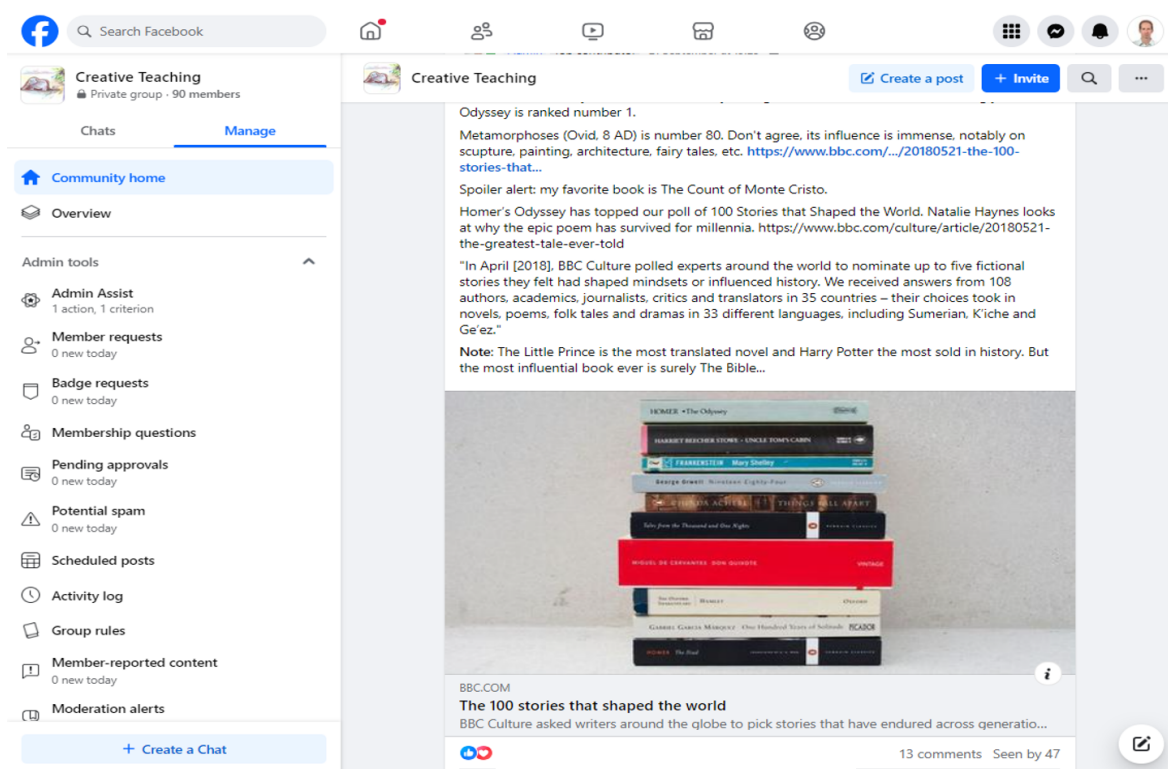 Search Facebook
Creative Teaching
Private group · 90 members
Chats
Manage
Community home
Overview
Admin tools
Admin Assist
1 action, 1 criterion
Member requests
0 new today
Badge requests
0 new today
Membership questions
Pending approvals
0 new today
Potential spam
0 new today
Scheduled posts
Activity log
Group rules
Member-reported content
0 new today
Moderation alerts
+ Create a Chat
Creative Teaching
Create a post
+ Invite
Odyssey is ranked number 1.
Metamorphoses (Ovid, 8 AD) is number 80. Don't agree, its influence is immense, notably on
scupture, painting, architecture, fairy tales, etc. https://www.bbc.com/.../20180521-the-100-
stories-that...
Spoiler alert: my favorite book is The Count of Monte Cristo.
Homer's Odyssey has topped our poll of 100 Stories that Shaped the World. Natalie Haynes looks
at why the epic poem has survived for millennia. https://www.bbc.com/culture/article/20180521-
the-greatest-tale-ever-told
"In April [2018], BBC Culture polled experts around the world to nominate up to five fictional
stories they felt had shaped mindsets or influenced history. We received answers from 108
authors, academics, journalists, critics and translators in 35 countries – their choices took in
novels, poems, folk tales and dramas in 33 different languages, including Sumerian, K'iche and
Ge'ez."
Note: The Little Prince is the most translated novel and Harry Potter the most sold in history. But
the most influential book ever is surely The Bible...
HOMER • The Odyssey
HARRIET BEECHER STOWE • UNCLE TOM'S CABIN
FRANKENSTEIN Mary Shelley
George Orwell Nineteen Eighty-Four
CHINUA ACHEBE THINGS FALL APART
Tales from the Thousand and One Nights PENGUIN CLASSICS
MIGUEL DE CERVANTES DON QUIXOTE VINTAGE
HAMLET OXFORD
GABRIEL GARCÍA MÁRQUEZ One Hundred Years of Solitude PICADOR
HOMER The Iliad PENGUIN CLASSICS
BBC.COM
The 100 stories that shaped the world
BBC Culture asked writers around the globe to pick stories that have endured across generatio...
13 comments Seen by 47